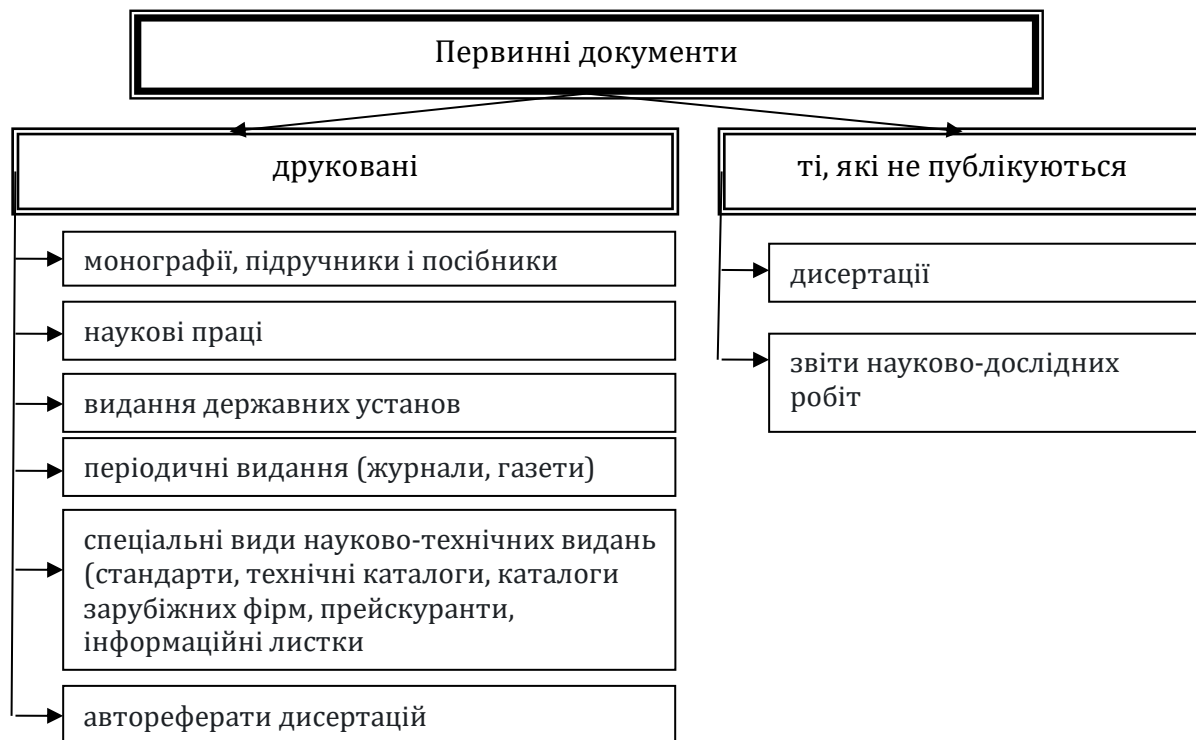 Первинні документи
друковані
ті, які не публікуються
монографії, підручники і посібники
наукові праці
видання державних установ
періодичні видання (журнали, газети)
спеціальні види науково-технічних видань
(стандарти, технічні каталоги, каталоги
зарубіжних фірм, прейскуранти,
інформаційні листки
автореферати дисертацій
дисертації
звіти науково-дослідних
робіт